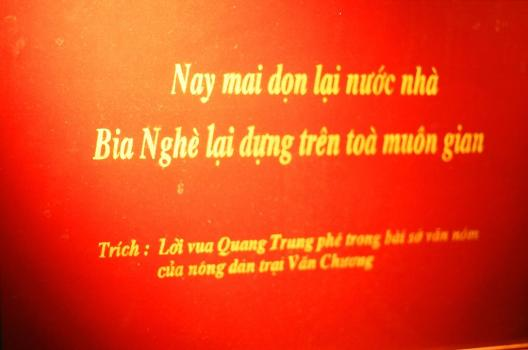 Nay mai dọn lại nước nhà
Bia Nghè lại dựng trên toà muôn gian
Trích : Lời vua Quang Trung phê trong bài sớ văn nôm
của nông dân trại Văn Chương